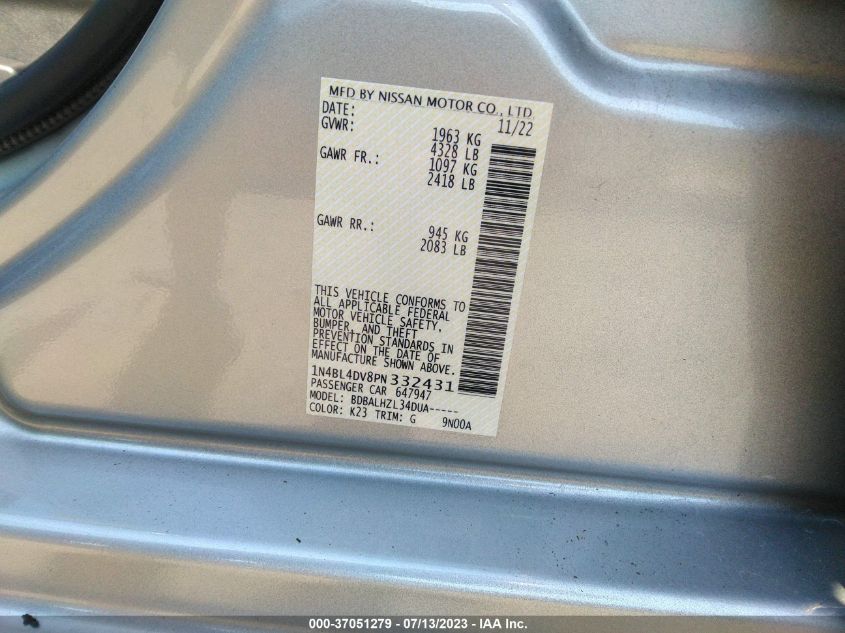 MFD BY NISSAN MOTOR CO., LTD.
DATE: 11/22
GVWR: 1963 KG
4328 LB
GAWR FR.: 1097 KG
2418 LB
GAWR RR.: 945 KG
2083 LB
THIS VEHICLE CONFORMS TO
ALL APPLICABLE FEDERAL
MOTOR VEHICLE SAFETY,
BUMPER, AND THEFT
PREVENTION STANDARDS IN
EFFECT ON THE DATE OF
MANUFACTURE SHOWN ABOVE.
1N4BL4DV8PN332431
PASSENGER CAR 647947
MODEL: BDBALHZL34DUA-----
COLOR: K23 TRIM: G 9N00A
000-37051279 - 07/13/2023 - IAA Inc.